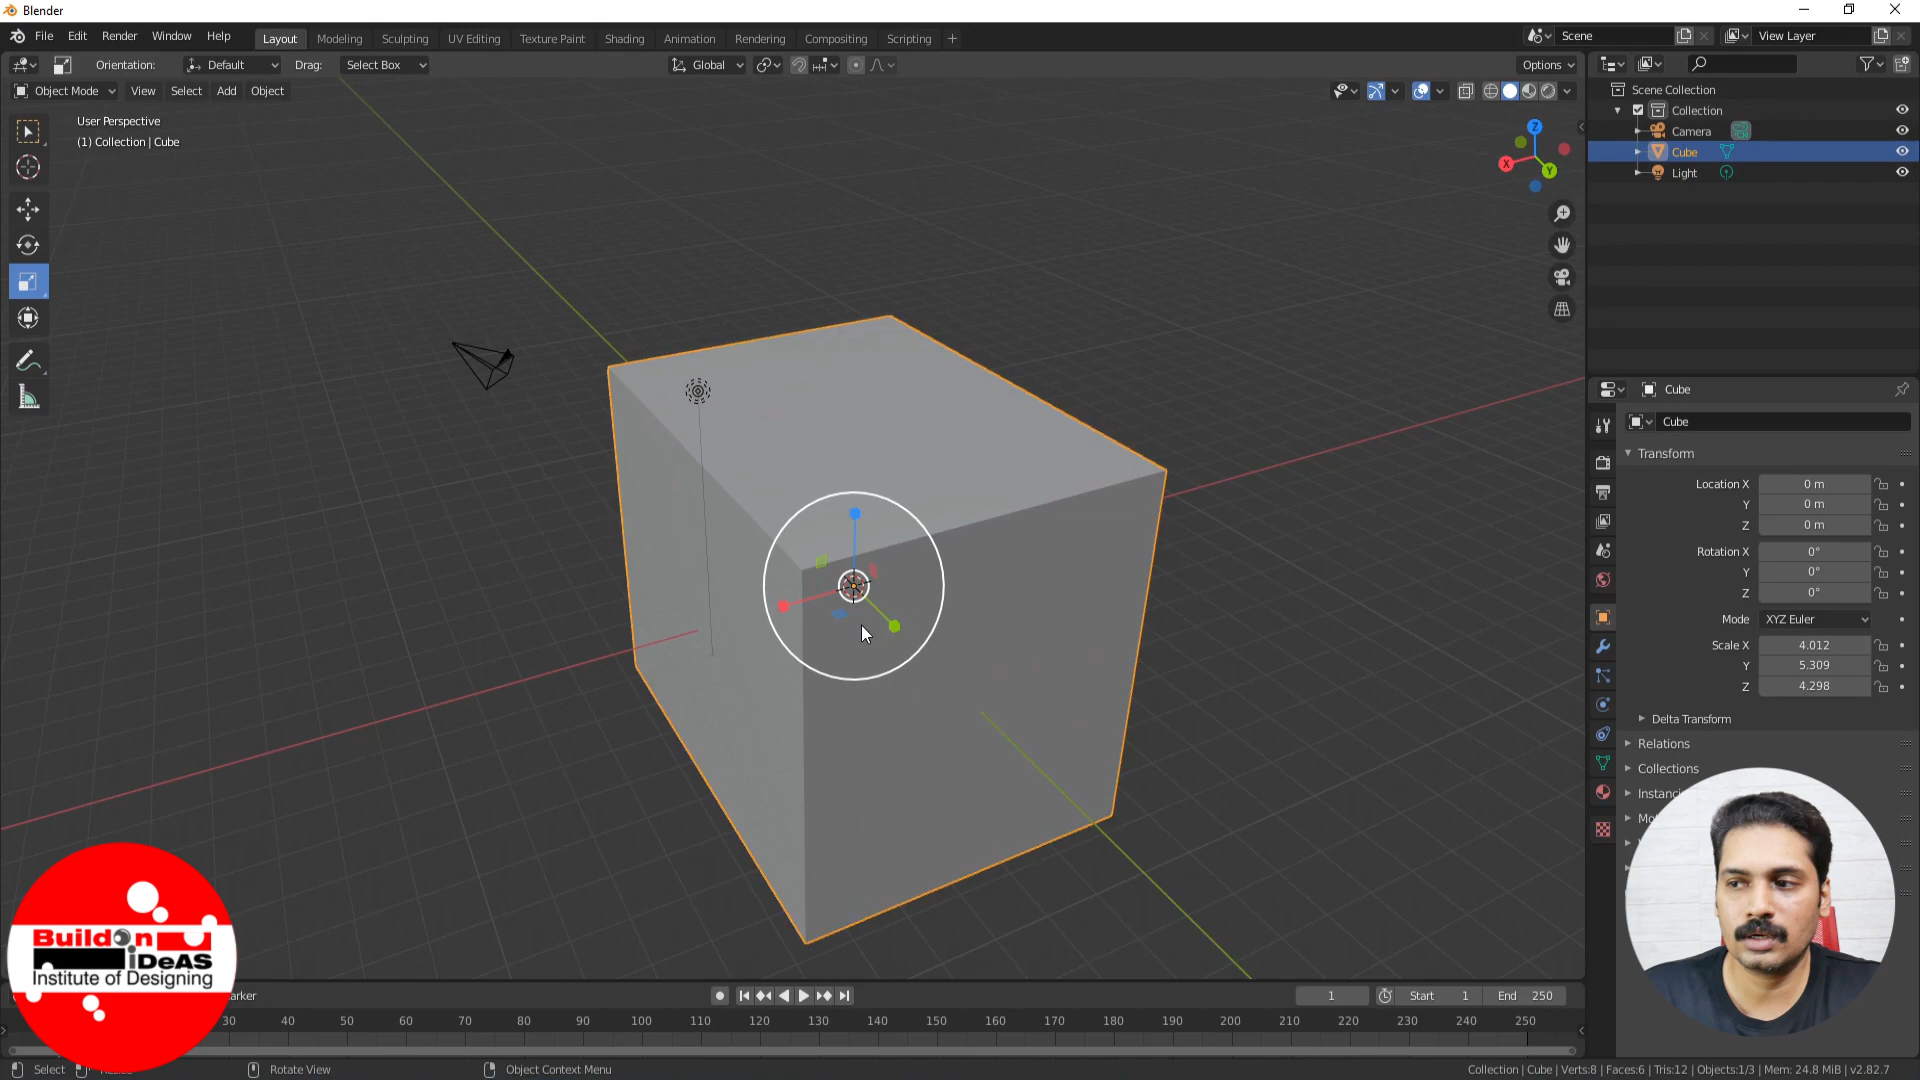 Blender
File Edit Render Window Help
Layout Modeling Sculpting UV Editing Texture Paint Shading Animation Rendering Compositing Scripting +
Scene
View Layer
Orientation: Default Drag: Select Box
Global
Options
Object Mode View Select Add Object
User Perspective
(1) Collection | Cube
Z
X
Y
Scene Collection
Collection
Camera
Cube
Light
Cube
Cube
Transform
Location X 0 m
Y 0 m
Z 0 m
Rotation X 0°
Y 0°
Z 0°
Mode XYZ Euler
Scale X 4.012
Y 5.309
Z 4.298
Delta Transform
Relations
Collections
Build on
iDeAS
Institute of Designing
1 Start 1 End 250
30 40 50 60 70 80 90 100 110 120 130 140 150 160 170 180 190 200 210 220 230 240 250
Select Rotate View Object Context Menu
Collection | Cube | Verts:8 | Faces:6 | Tris:12 | Objects:1/3 | Mem: 24.8 MiB | v2.82.7